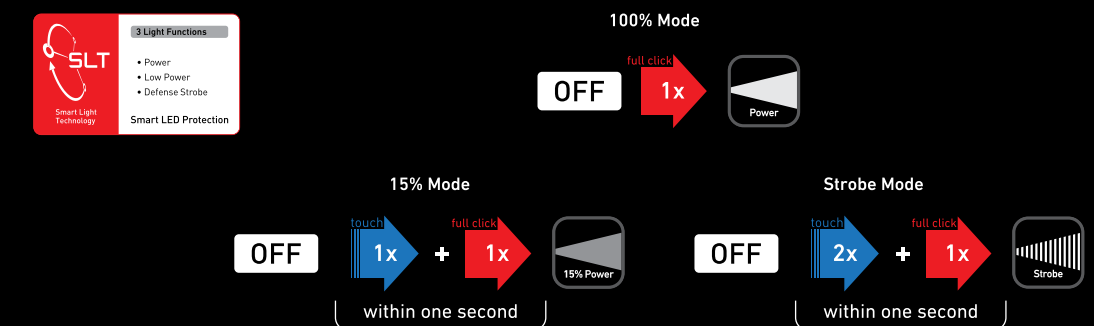 SLT
Smart Light
Technology
3 Light Functions
• Power
• Low Power
• Defense Strobe
Smart LED Protection
100% Mode
full click
OFF
1x
Power
15% Mode
touch
full click
OFF
1x
+
1x
15% Power
within one second
Strobe Mode
touch
full click
OFF
2x
+
1x
Strobe
within one second